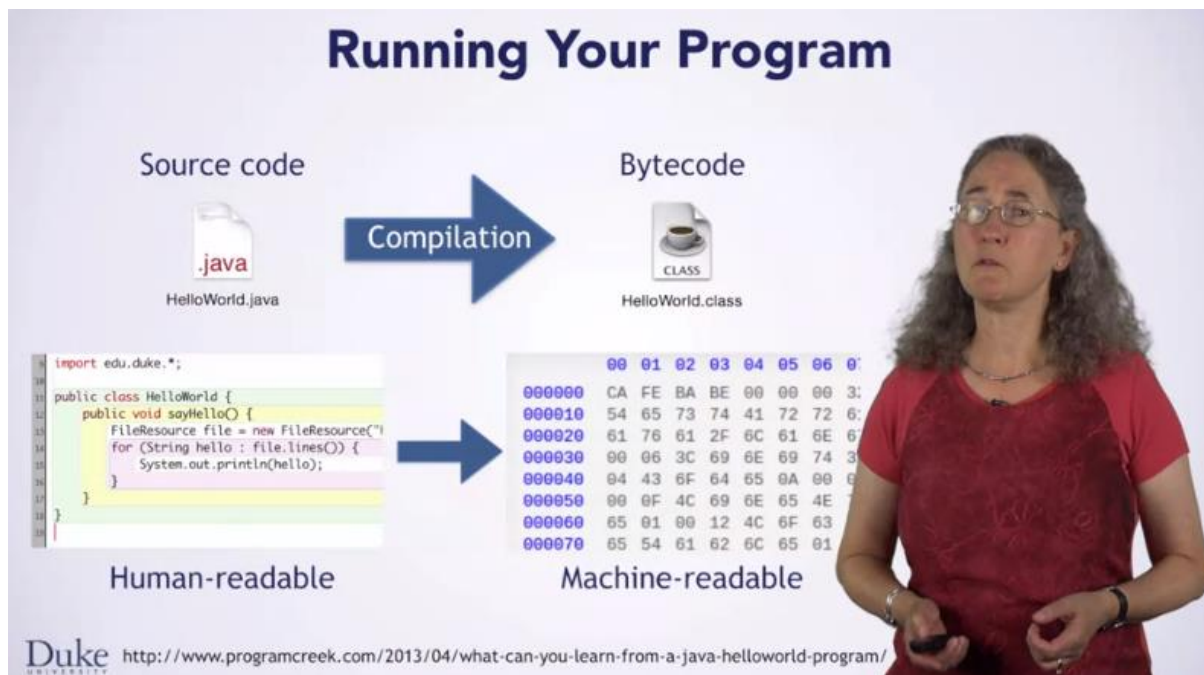 Running Your Program
Source code
Bytecode
Compilation
.java
CLASS
HelloWorld.java
HelloWorld.class
import edu.duke.*;
public class HelloWorld {
public void sayHello() {
FileResource file = new FileResource("
for (String hello : file.lines()) {
System.out.println(hello);
}
}
}
00 01 02 03 04 05 06
000000 CA FE BA BE 00 00 00
000010 54 65 73 74 41 72 72
000020 61 76 61 2F 6C 61 6E
000030 00 06 3C 69 6E 69 74
000040 04 43 6F 64 65 0A 00
000050 00 0F 4C 69 6E 65 4E
000060 65 01 00 12 4C 6F 63
000070 65 54 61 62 6C 65 01
Human-readable
Machine-readable
Duke
UNIVERSITY
http://www.programcreek.com/2013/04/what-can-you-learn-from-a-java-helloworld-program/